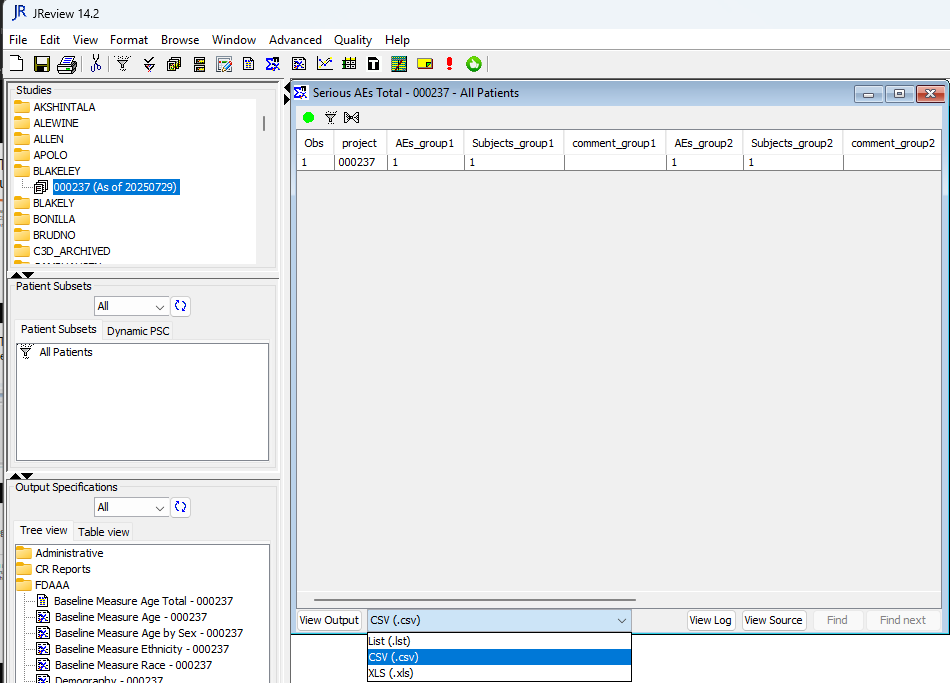 JReview 14.2
File Edit View Format Browse Window Advanced Quality Help
Studies
AKSHINTALA
ALEWINE
ALLEN
APOLO
BLAKELEY
000237 (As of 20250729)
BLAKELY
BONILLA
BRUDNO
C3D_ARCHIVED
Patient Subsets
All
Patient Subsets Dynamic PSC
All Patients
Output Specifications
All
Tree view Table view
Administrative
CR Reports
FDAAA
Baseline Measure Age Total - 000237
Baseline Measure Age - 000237
Baseline Measure Age by Sex - 000237
Baseline Measure Ethnicity - 000237
Baseline Measure Race - 000237
Demography - 000237
Serious AEs Total - 000237 - All Patients
Obs project AEs_group1 Subjects_group1 comment_group1 AEs_group2 Subjects_group2 comment_group2
1 000237 1 1 1 1
View Output CSV (.csv) View Log View Source Find Find next
List (.lst)
CSV (.csv)
XLS (.xls)